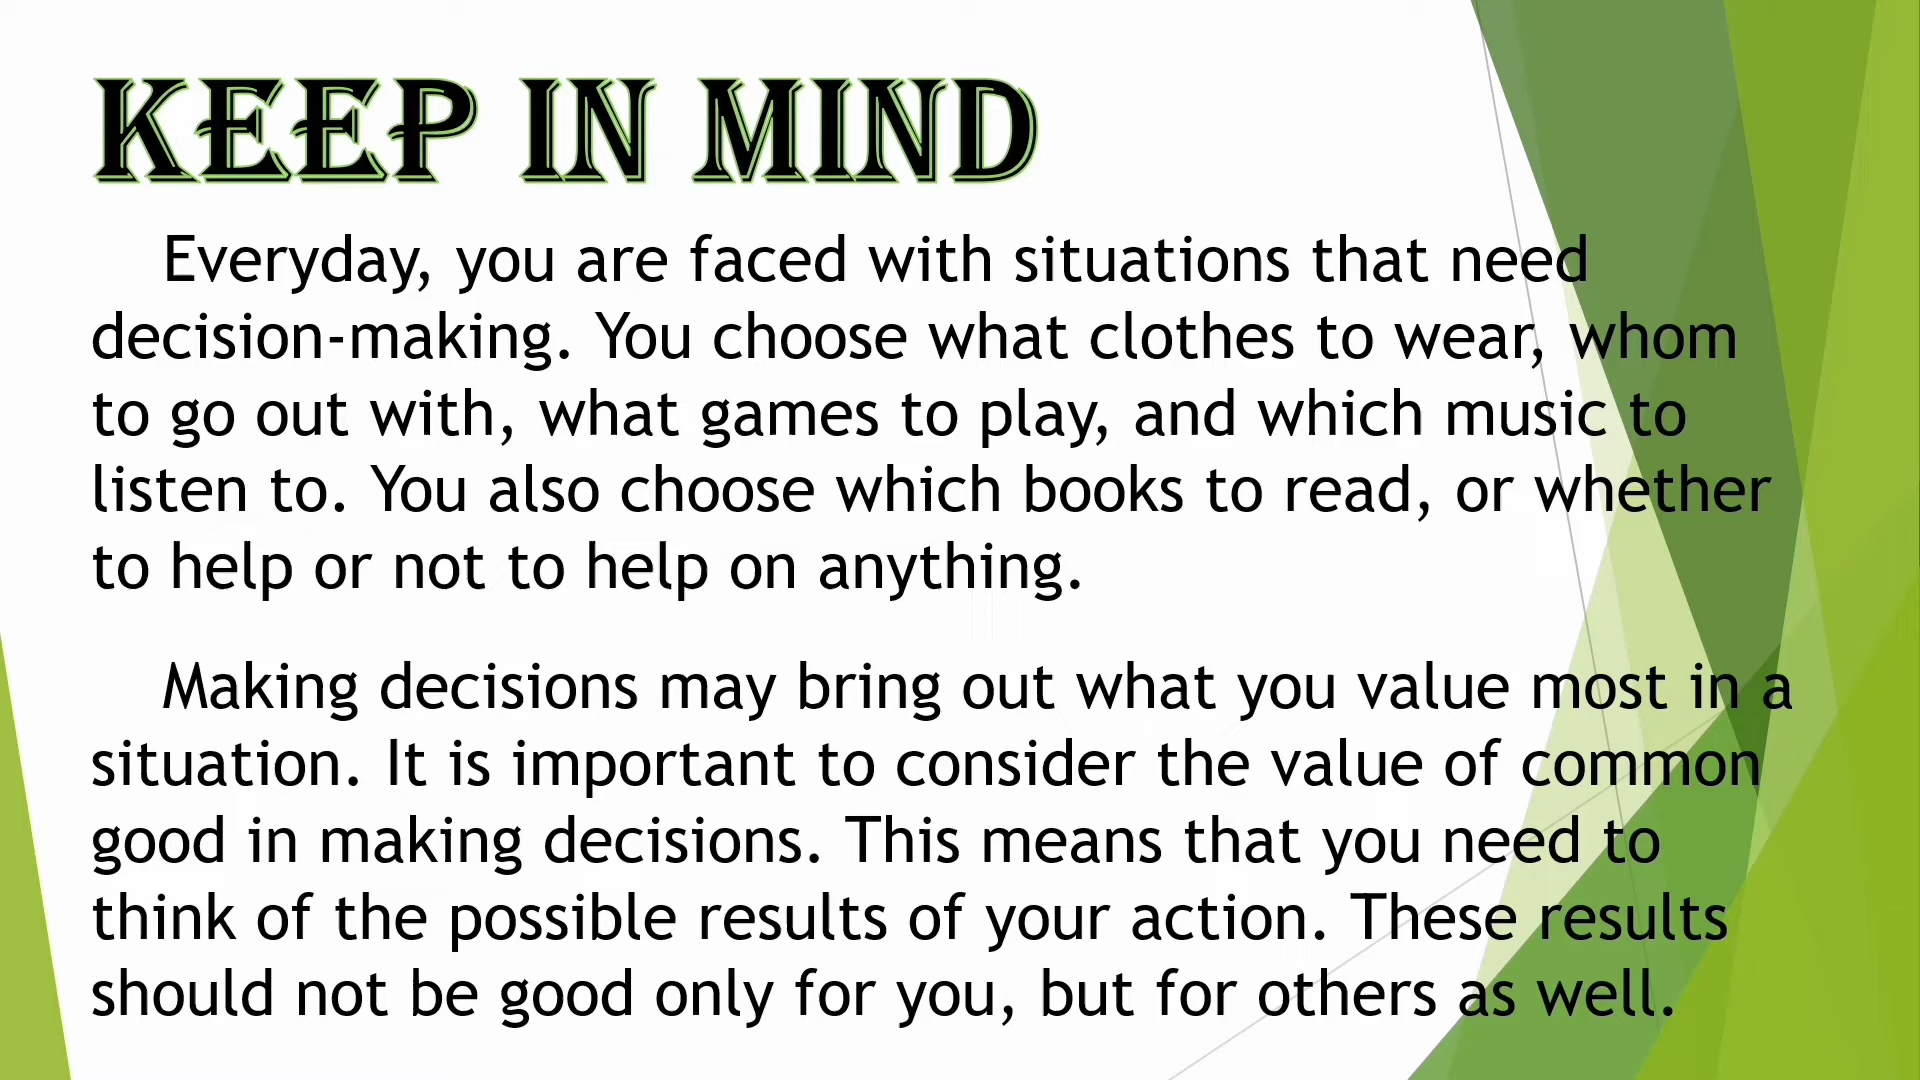 KEEP IN MIND
Everyday, you are faced with situations that need
decision-making. You choose what clothes to wear, whom
to go out with, what games to play, and which music to
listen to. You also choose which books to read, or whether
to help or not to help on anything.
Making decisions may bring out what you value most in a
situation. It is important to consider the value of common
good in making decisions. This means that you need to
think of the possible results of your action. These results
should not be good only for you, but for others as well.